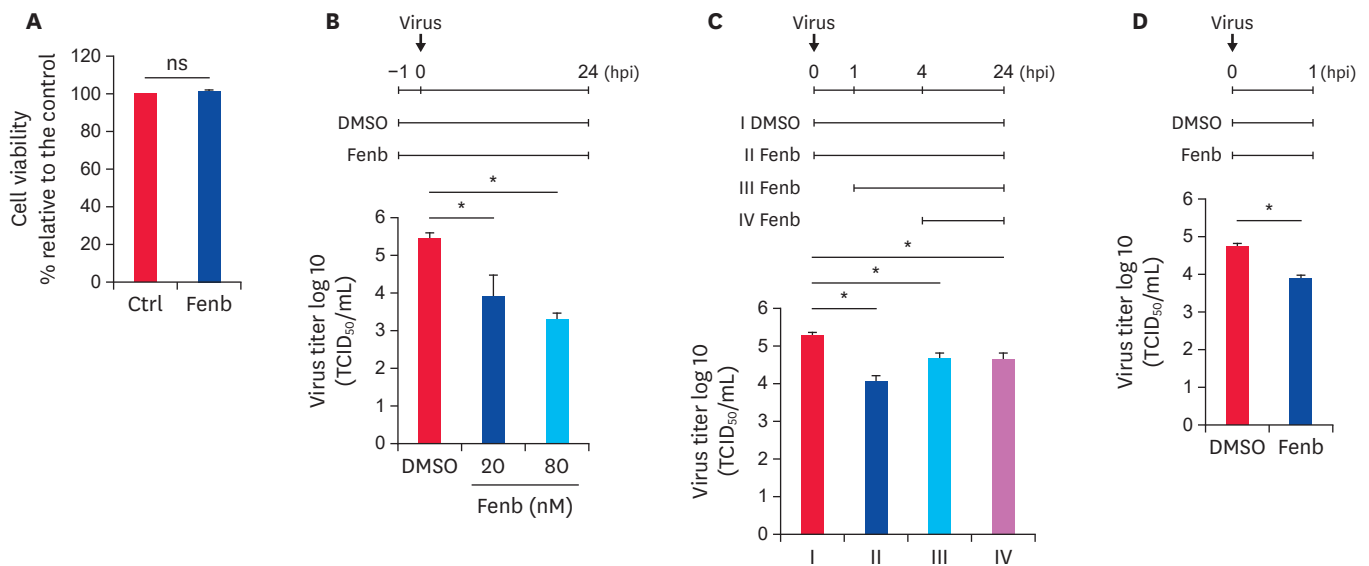 A
Cell viability
% relative to the control
120
100
80
60
40
20
0
ns
Ctrl
Fenb
B
Virus
−1 0
24 (hpi)
DMSO
Fenb
*
*
Virus titer log 10
(TCID50/mL)
6
5
4
3
2
1
0
DMSO
20
80
Fenb (nM)
C
Virus
0
1
4
24 (hpi)
I DMSO
II Fenb
III Fenb
IV Fenb
*
*
*
Virus titer log 10
(TCID50/mL)
6
5
4
3
2
1
0
I
II
III
IV
D
Virus
0
1 (hpi)
DMSO
Fenb
*
Virus titer log 10
(TCID50/mL)
6
5
4
3
2
1
0
DMSO
Fenb